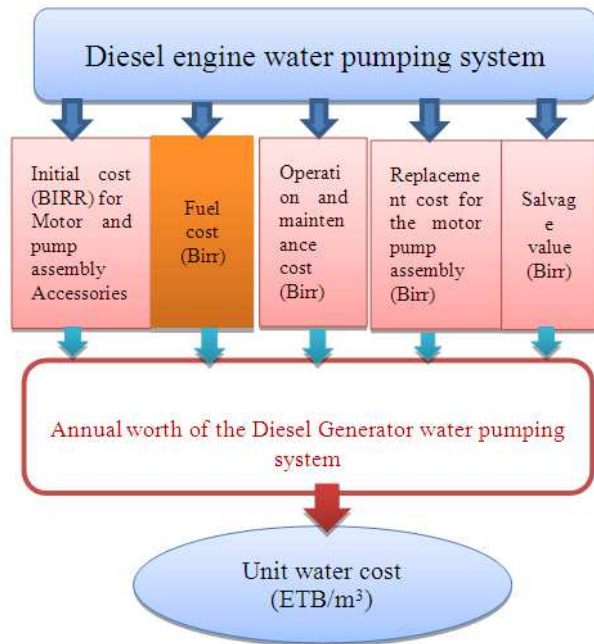 Diesel engine water pumping system
Initial cost
(BIRR) for
Motor and
pump
assembly
Accessories
Fuel
cost
(Birr)
Operati
on and
mainten
ance
cost (Birr)
Replaceme
nt cost for
the motor
pump
assembly
(Birr)
Salvag
e
value
(Birr)
Annual worth of the Diesel Generator water pumping
system
Unit water cost
(ETB/m³)